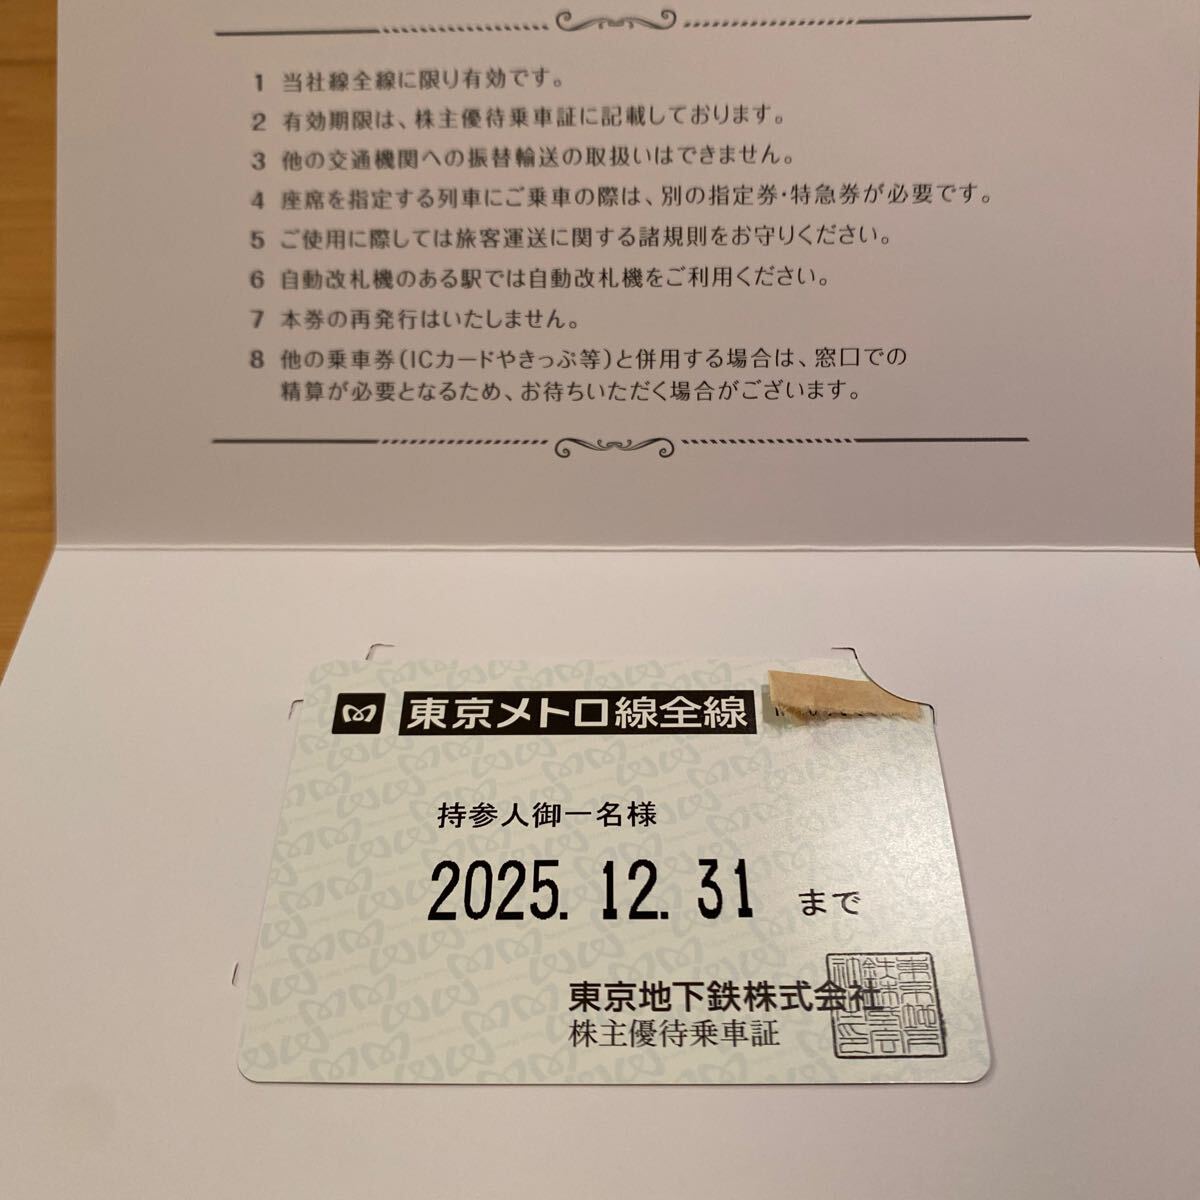 1 当社線全線に限り有効です。
2 有効期限は、株主優待乗車証に記載しております。
3 他の交通機関への振替輸送の取扱いはできません。
4 座席を指定する列車にご乗車の際は、別の指定券・特急券が必要です。
5 ご使用に際しては旅客運送に関する諸規則をお守りください。
6 自動改札機のある駅では自動改札機をご利用ください。
7 本券の再発行はいたしません。
8 他の乗車券(ICカードやきっぷ等)と併用する場合は、窓口での
精算が必要となるため、お待ちいただく場合がございます。
東京メトロ線全線
持参人御一名様
2025.12.31 まで
東京地下鉄株式会社
株主優待乗車証